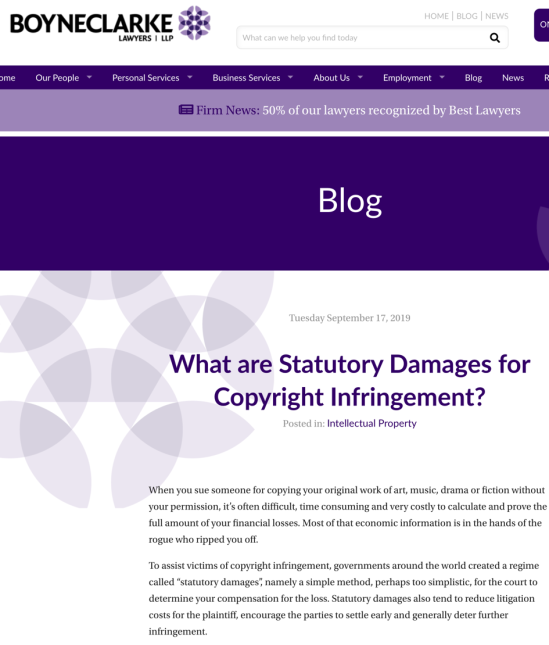 BOYNECLARKE
LAWYERS | LLP
HOME | BLOG | NEWS
What can we help you find today
Our People
Personal Services
Business Services
About Us
Employment
Blog
News
Firm News: 50% of our lawyers recognized by Best Lawyers
Blog
Tuesday September 17, 2019
What are Statutory Damages for
Copyright Infringement?
Posted in: Intellectual Property
When you sue someone for copying your original work of art, music, drama or fiction without
your permission, it's often difficult, time consuming and very costly to calculate and prove the
full amount of your financial losses. Most of that economic information is in the hands of the
rogue who ripped you off.
To assist victims of copyright infringement, governments around the world created a regime
called “statutory damages”, namely a simple method, perhaps too simplistic, for the court to
determine your compensation for the loss. Statutory damages also tend to reduce litigation
costs for the plaintiff, encourage the parties to settle early and generally deter further
infringement.